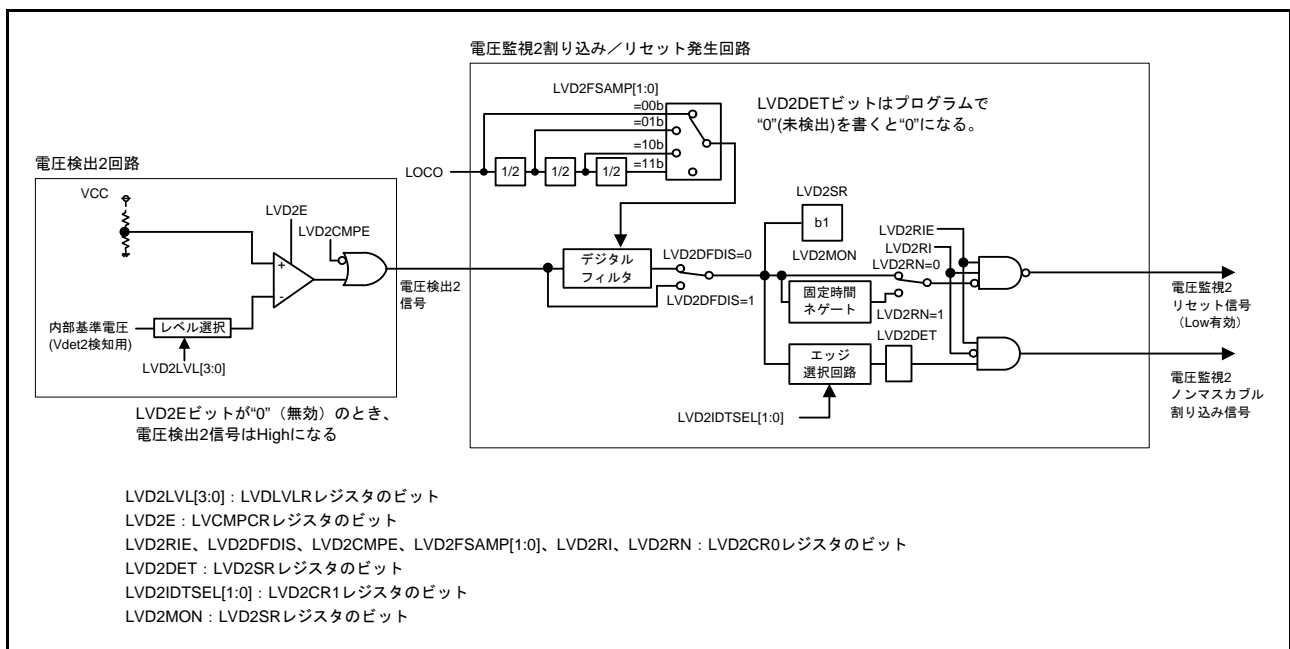 電圧監視2割り込み／リセット発生回路
LVD2FSAMP[1:0]
=00b
=01b
=10b
=11b
LVD2DETビットはプログラムで
“0”(未検出)を書くと“0”になる。
LOCO
1/2
1/2
1/2
電圧検出2回路
VCC
LVD2E
LVD2CMPE
+
-
内部基準電圧
(Vdet2検知用)
レベル選択
LVD2LVL[3:0]
電圧検出2
信号
LVD2Eビットが“0”（無効）のとき、
電圧検出2信号はHighになる
デジタル
フィルタ
LVD2DFDIS=0
LVD2DFDIS=1
LVD2SR
b1
LVD2MON
固定時間
ネゲート
LVD2RIE
LVD2RI
LVD2RN=0
LVD2RN=1
LVD2DET
エッジ
選択回路
LVD2IDTSEL[1:0]
電圧監視2
リセット信号
（Low有効）
電圧監視2
ノンマスカブル
割り込み信号
LVD2LVL[3:0]：LVDLVLRレジスタのビット
LVD2E：LVCMPCRレジスタのビット
LVD2RIE、LVD2DFDIS、LVD2CMPE、LVD2FSAMP[1:0]、LVD2RI、LVD2RN：LVD2CR0レジスタのビット
LVD2DET：LVD2SRレジスタのビット
LVD2IDTSEL[1:0]：LVD2CR1レジスタのビット
LVD2MON：LVD2SRレジスタのビット